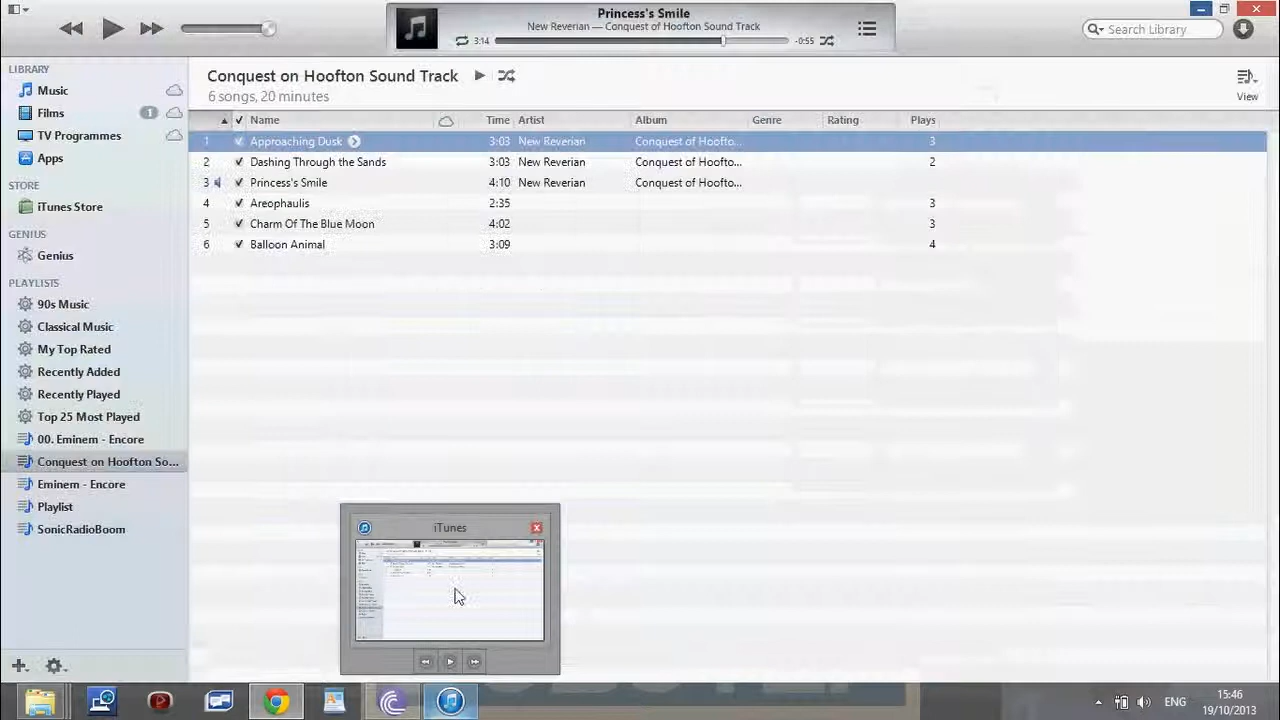 Princess's Smile
New Reverian — Conquest of Hoofton Sound Track
3:14
-0:55
Search Library
LIBRARY
Music
Films 1
TV Programmes
Apps
STORE
iTunes Store
GENIUS
Genius
PLAYLISTS
90s Music
Classical Music
My Top Rated
Recently Added
Recently Played
Top 25 Most Played
00. Eminem - Encore
Conquest on Hoofton So...
Eminem - Encore
Playlist
SonicRadioBoom
Conquest on Hoofton Sound Track
6 songs, 20 minutes
View
Name Time Artist Album Genre Rating Plays
1 Approaching Dusk 3:03 New Reverian Conquest of Hoofto... 3
2 Dashing Through the Sands 3:03 New Reverian Conquest of Hoofto... 2
3 Princess's Smile 4:10 New Reverian Conquest of Hoofto...
4 Areophaulis 2:35 3
5 Charm Of The Blue Moon 4:02 3
6 Balloon Animal 3:09 4
iTunes
ENG
15:46
19/10/2013